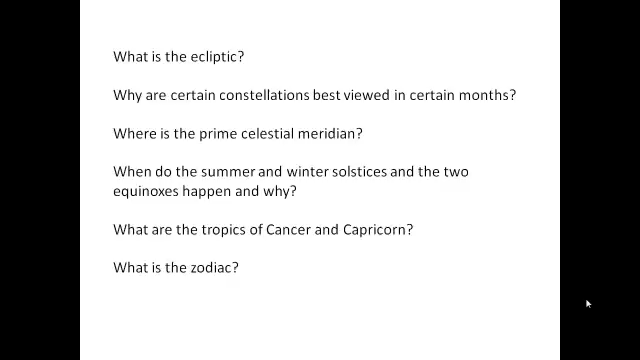 What is the ecliptic?
Why are certain constellations best viewed in certain months?
Where is the prime celestial meridian?
When do the summer and winter solstices and the two
equinoxes happen and why?
What are the tropics of Cancer and Capricorn?
What is the zodiac?